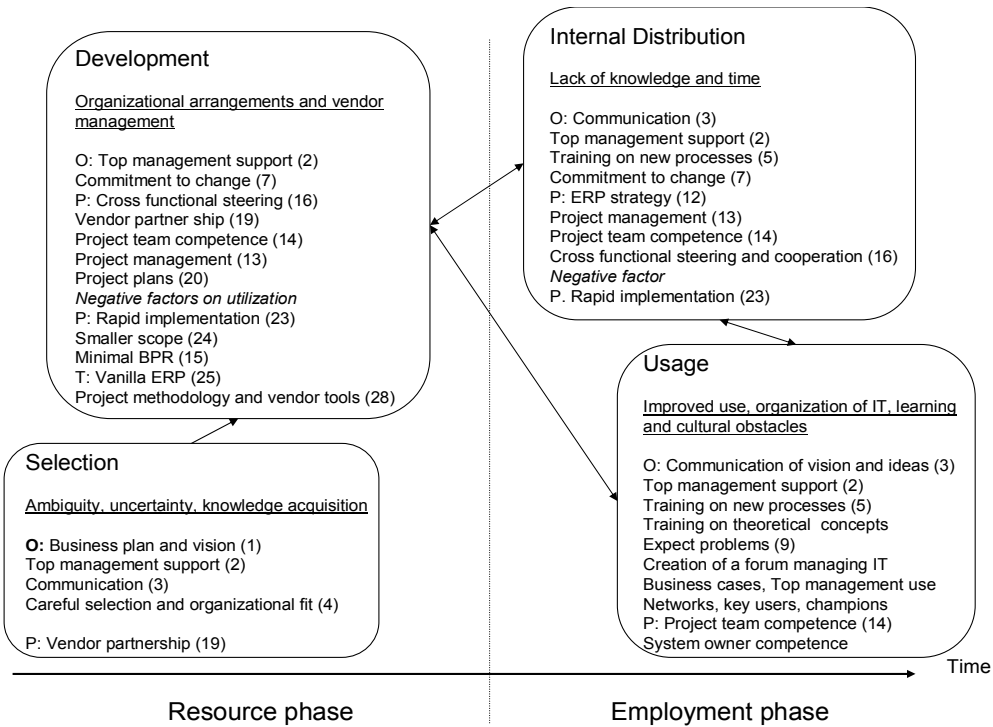 Development
Organizational arrangements and vendor
management
O: Top management support (2)
Commitment to change (7)
P: Cross functional steering (16)
Vendor partner ship (19)
Project team competence (14)
Project management (13)
Project plans (20)
Negative factors on utilization
P: Rapid implementation (23)
Smaller scope (24)
Minimal BPR (15)
T: Vanilla ERP (25)
Project methodology and vendor tools (28)
Selection
Ambiguity, uncertainty, knowledge acquisition
O: Business plan and vision (1)
Top management support (2)
Communication (3)
Careful selection and organizational fit (4)
P: Vendor partnership (19)
Internal Distribution
Lack of knowledge and time
O: Communication (3)
Top management support (2)
Training on new processes (5)
Commitment to change (7)
P: ERP strategy (12)
Project management (13)
Project team competence (14)
Cross functional steering and cooperation (16)
Negative factor
P. Rapid implementation (23)
Usage
Improved use, organization of IT, learning
and cultural obstacles
O: Communication of vision and ideas (3)
Top management support (2)
Training on new processes (5)
Training on theoretical concepts
Expect problems (9)
Creation of a forum managing IT
Business cases, Top management use
Networks, key users, champions
P: Project team competence (14)
System owner competence
Time
Resource phase
Employment phase